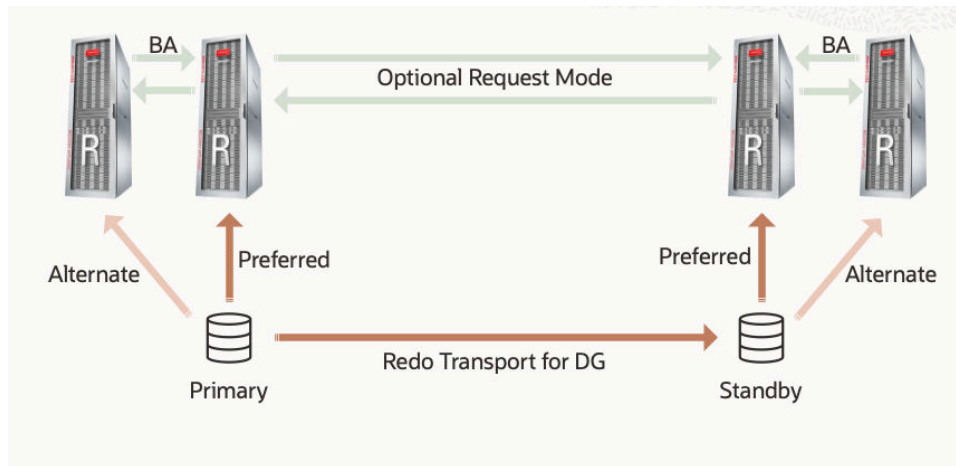 BA
BA
Optional Request Mode
R
R
R
R
Alternate
Preferred
Preferred
Alternate
Redo Transport for DG
Primary
Standby